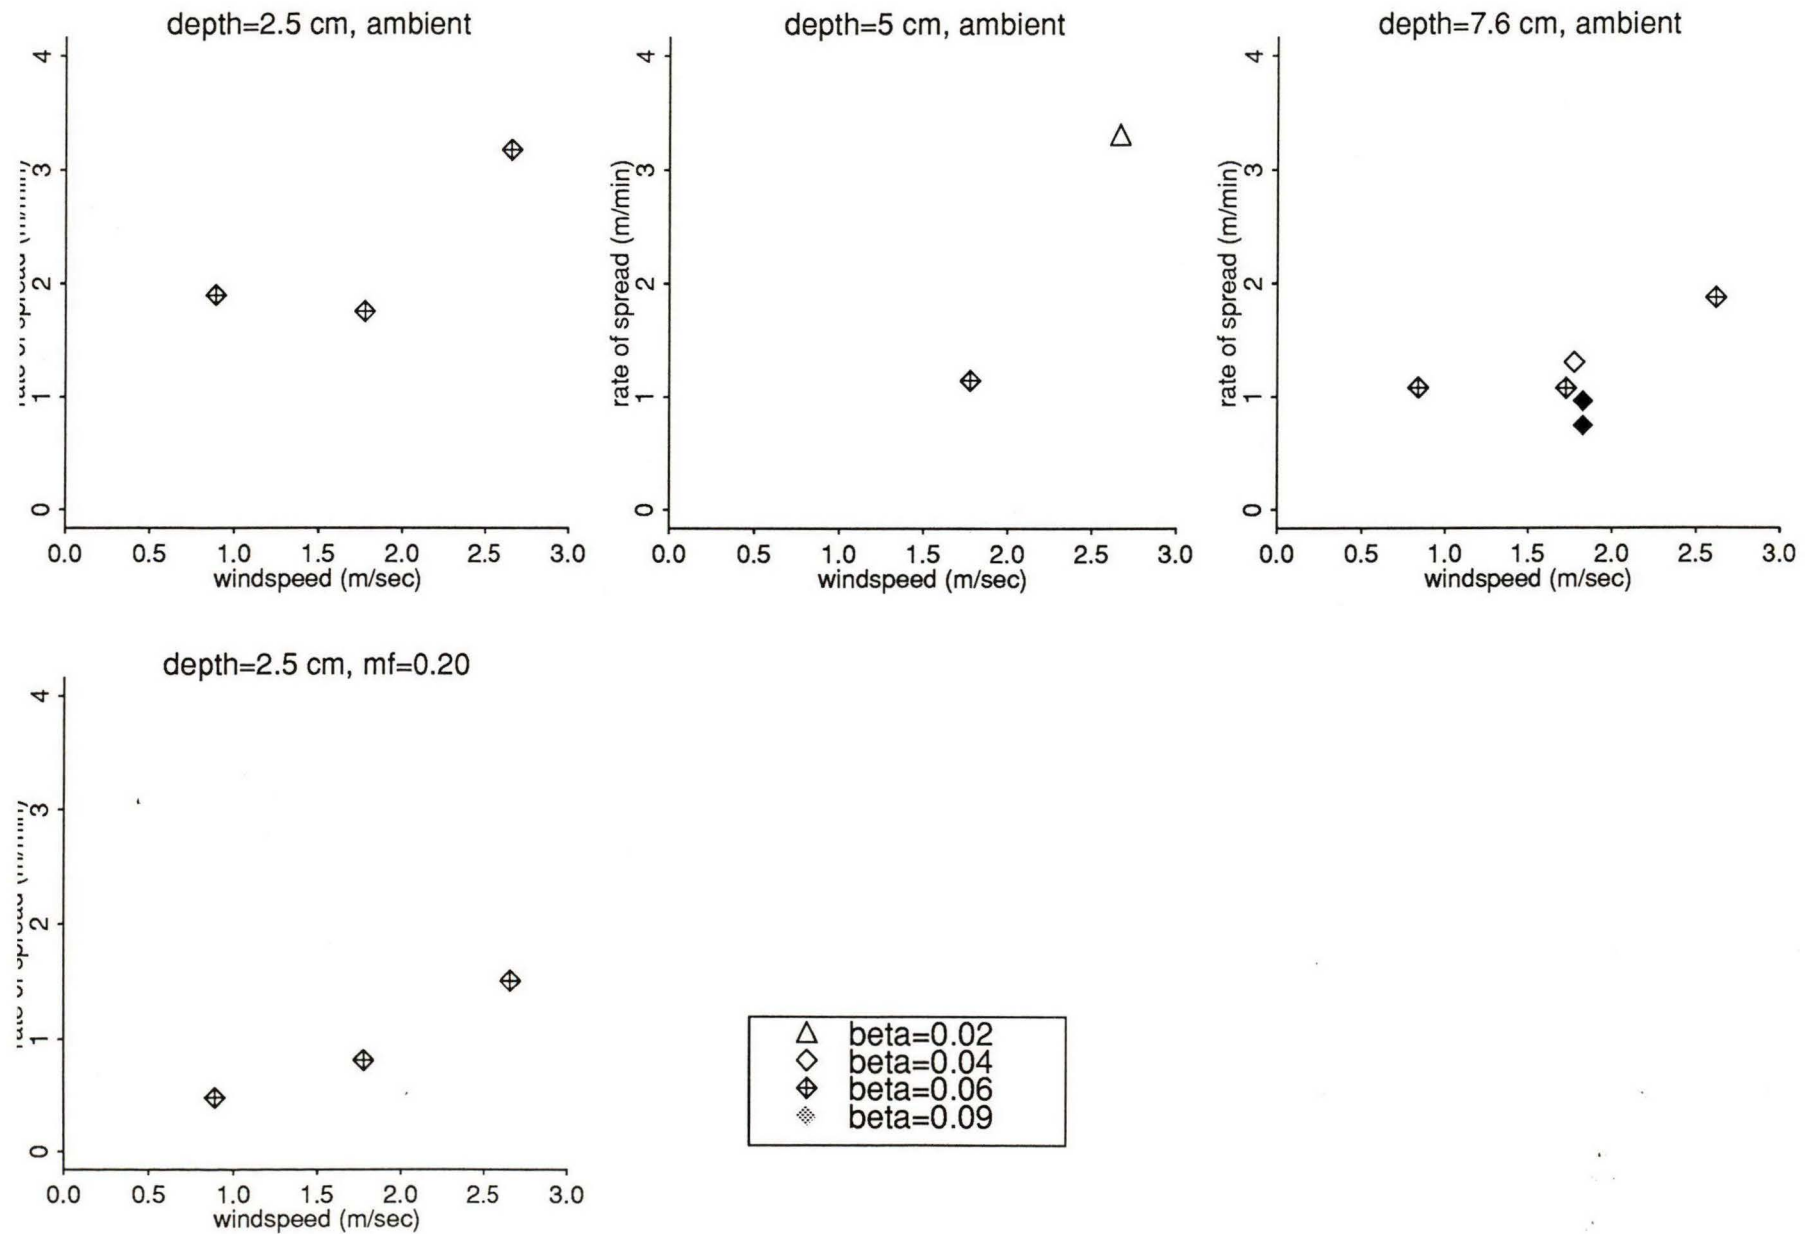 depth=2.5 cm, ambient
4
3
2
1
0
0.0 0.5 1.0 1.5 2.0 2.5 3.0
windspeed (m/sec)
depth=5 cm, ambient
rate of spread (m/min)
4
3
2
1
0
0.0 0.5 1.0 1.5 2.0 2.5 3.0
windspeed (m/sec)
depth=7.6 cm, ambient
rate of spread (m/min)
4
3
2
1
0
0.0 0.5 1.0 1.5 2.0 2.5 3.0
windspeed (m/sec)
depth=2.5 cm, mf=0.20
4
3
2
1
0
0.0 0.5 1.0 1.5 2.0 2.5 3.0
windspeed (m/sec)
beta=0.02
beta=0.04
beta=0.06
beta=0.09